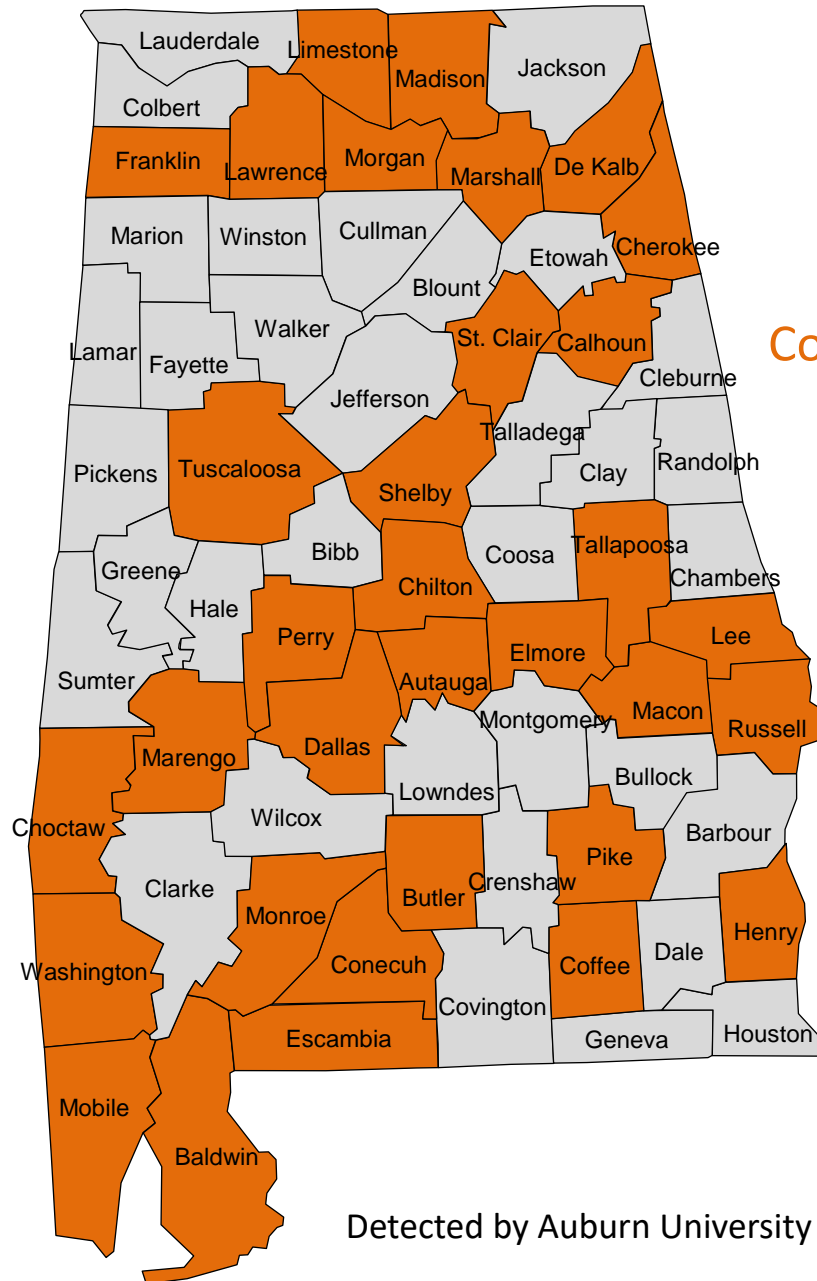 Lauderdale
Limestone
Madison
Jackson
Colbert
Franklin
Lawrence
Morgan
Marshall
De Kalb
Marion
Winston
Cullman
Etowah
Cherokee
Blount
Lamar
Fayette
Walker
St. Clair
Calhoun
Co
Cleburne
Jefferson
Talladega
Pickens
Tuscaloosa
Shelby
Clay
Randolph
Greene
Bibb
Coosa
Tallapoosa
Chambers
Hale
Chilton
Perry
Elmore
Lee
Sumter
Autauga
Montgomery
Macon
Russell
Marengo
Dallas
Lowndes
Bullock
Choctaw
Wilcox
Barbour
Clarke
Butler
Crenshaw
Pike
Monroe
Henry
Washington
Conecuh
Coffee
Dale
Covington
Escambia
Geneva
Houston
Mobile
Baldwin
Detected by Auburn University